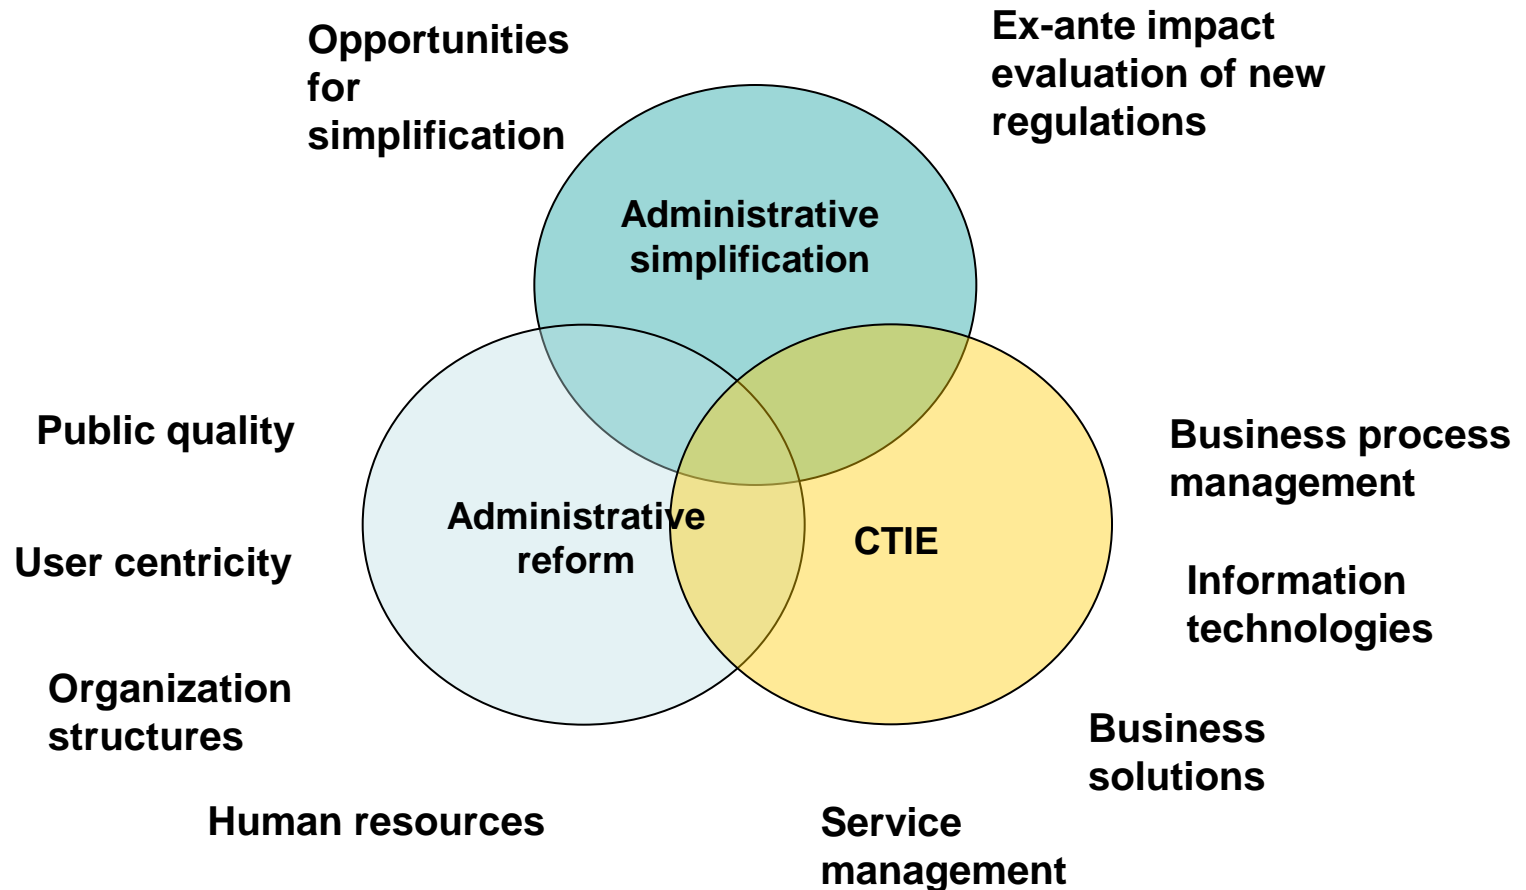 Opportunities
for
simplification
Ex-ante impact
evaluation of new
regulations
Administrative
simplification
Public quality
User centricity
Organization
structures
Human resources
Administrative
reform
CTIE
Business process
management
Information
technologies
Business
solutions
Service
management